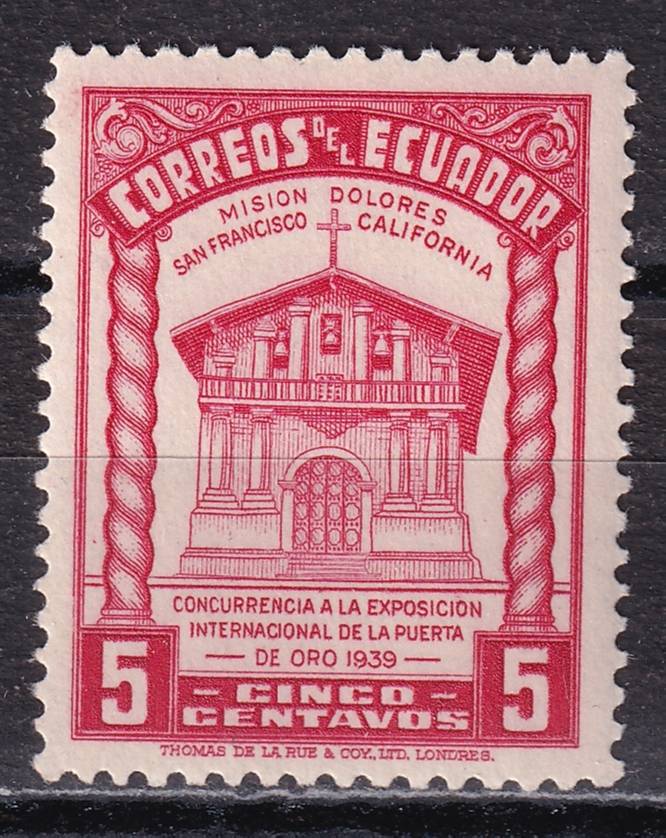 CORREOS DEL ECUADOR
MISION DOLORES
SAN FRANCISCO CALIFORNIA
CONCURRENCIA A LA EXPOSICION
INTERNACIONAL DE LA PUERTA
— DE ORO 1939 —
5 5
- CINCO -
CENTAVOS
THOMAS DE LA RUE & COY., LTD. LONDRES.